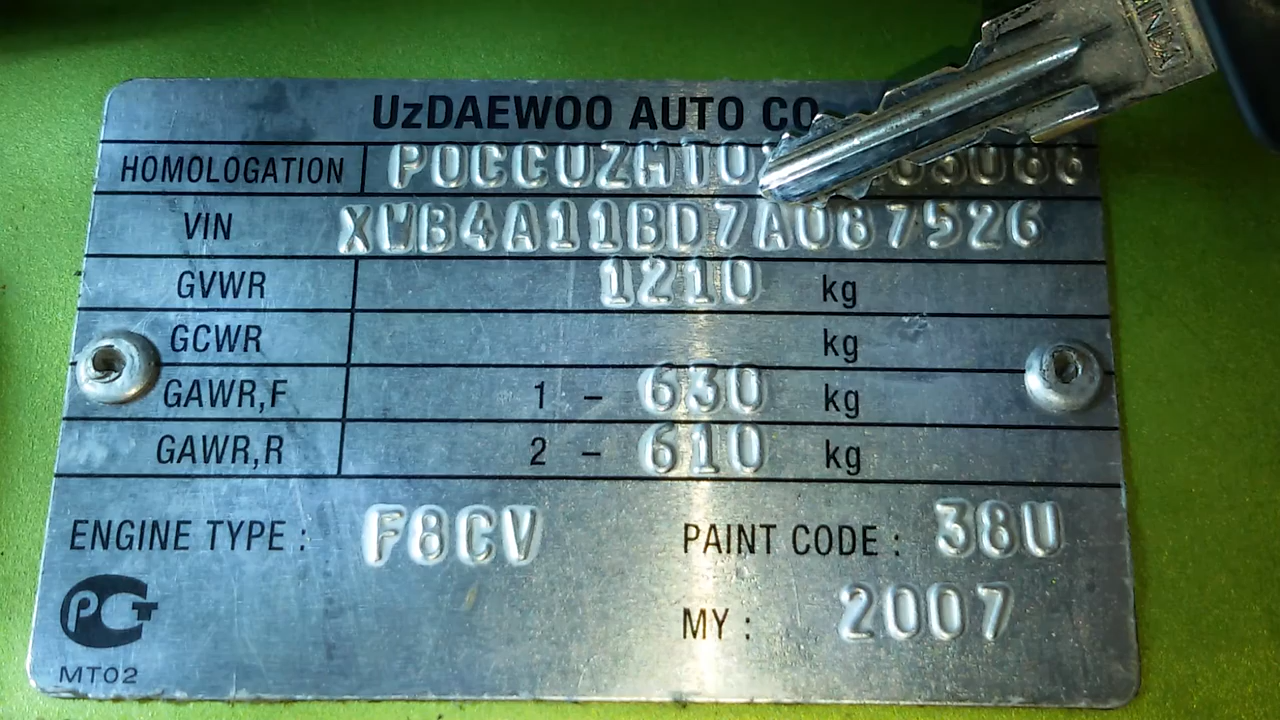 UzDAEWOO AUTO CO
HOMOLOGATION
VIN XWB4A11BD7A087526
GVWR 1210 kg
GCWR kg
GAWR,F 1 - 630 kg
GAWR,R 2 - 610 kg
ENGINE TYPE : F8CV PAINT CODE : 38U
MY : 2007
РСТ
MT02